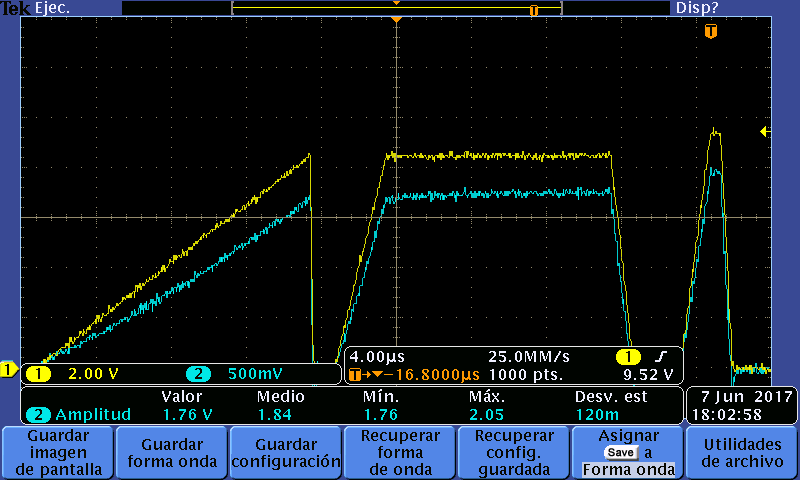 Tek Ejec. T Disp?
T
1
1 2.00 V 2 500mV
4.00µs 25.0MM/s 1
T→▼−16.8000µs 1000 pts. 9.52 V
Valor Medio Mín. Máx. Desv. est
2 Amplitud 1.76 V 1.84 1.76 2.05 120m
7 Jun 2017
18:02:58
Guardar
imagen
de pantalla
Guardar
forma onda
Guardar
configuración
Recuperar
forma
de onda
Recuperar
config.
guardada
Asignar
Save a
Forma onda
Utilidades
de archivo